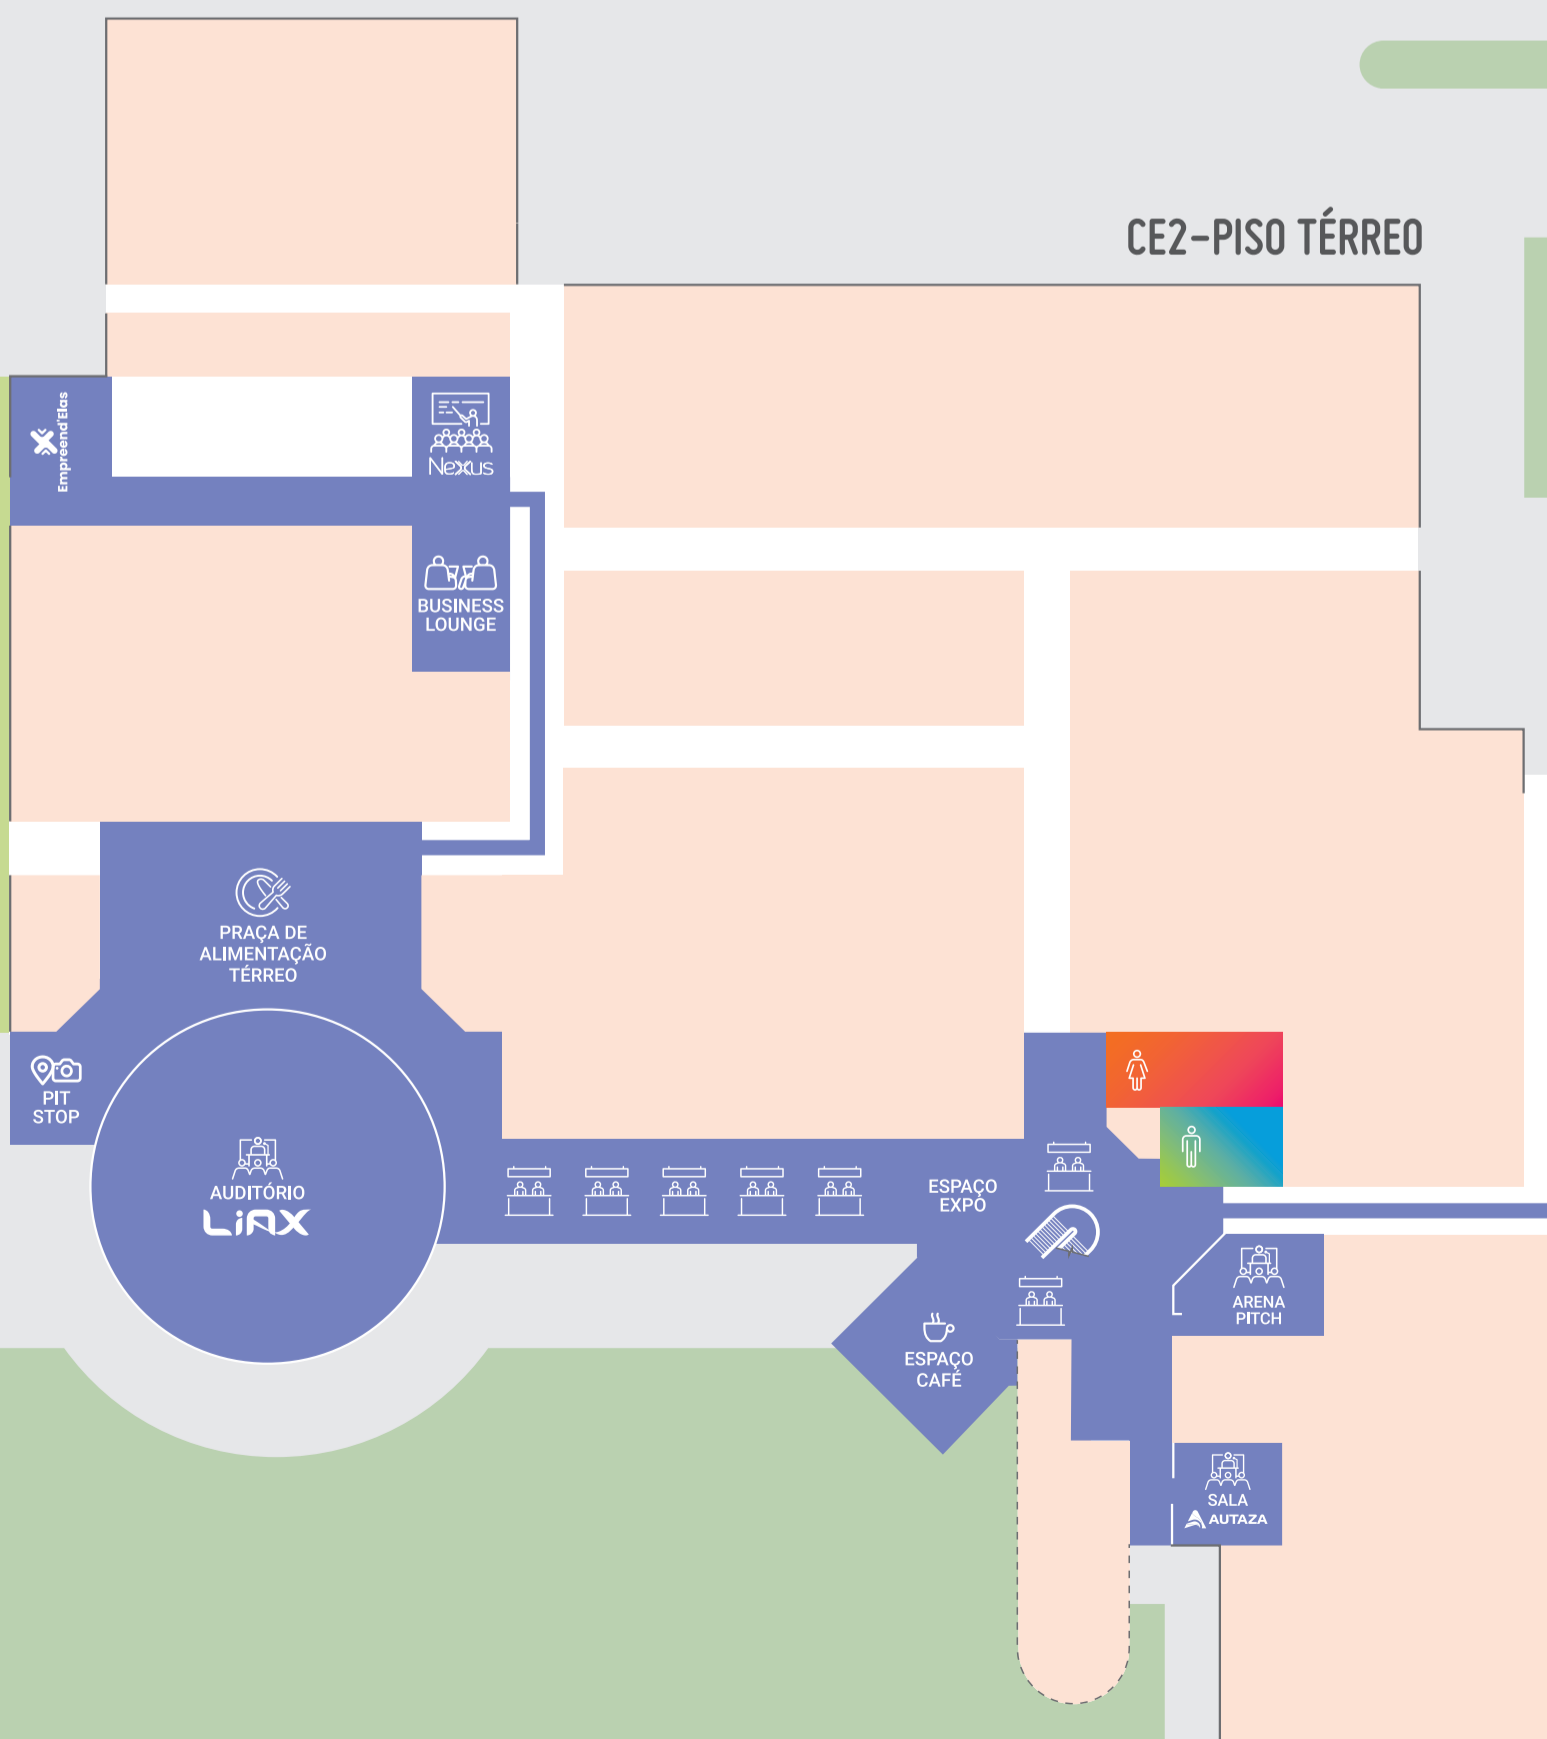 CE2-PISO TÉRREO
Empreend'Elas
Nexus
BUSINESS
LOUNGE
PRAÇA DE
ALIMENTAÇÃO
TÉRREO
PIT
STOP
AUDITÓRIO
LiAX
ESPAÇO
EXPO
ARENA
PITCH
ESPAÇO
CAFÉ
SALA
AUTAZA